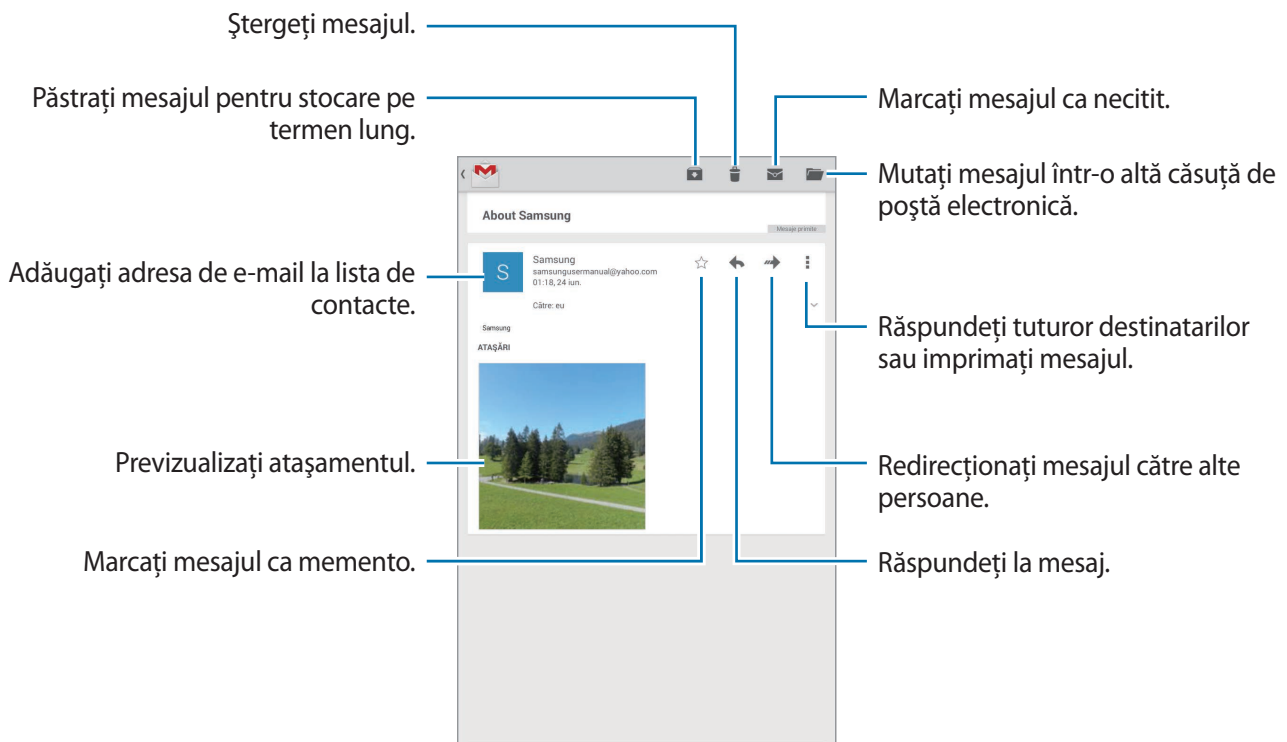 Ştergeţi mesajul.
Păstraţi mesajul pentru stocare pe
termen lung.
Marcaţi mesajul ca necitit.
Mutaţi mesajul într-o altă căsuţă de
poştă electronică.
About Samsung
Mesaje primite
Adăugaţi adresa de e-mail la lista de
contacte.
S
Samsung
samsungusermanual@yahoo.com
01:18, 24 iun.
Către: eu
Samsung
ATAŞĂRI
Răspundeţi tuturor destinatarilor
sau imprimaţi mesajul.
Previzualizaţi ataşamentul.
Redirecţionaţi mesajul către alte
persoane.
Marcaţi mesajul ca memento.
Răspundeţi la mesaj.